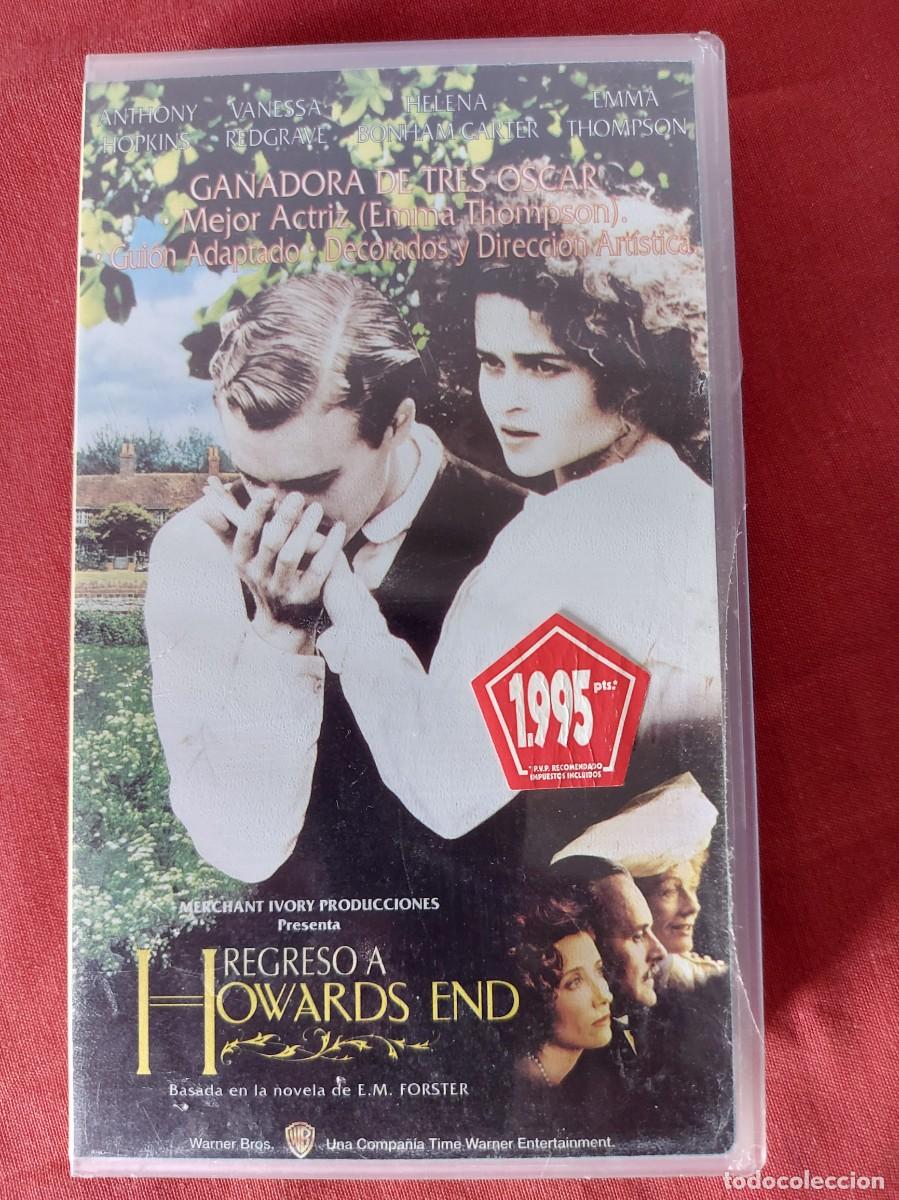 ANTHONY HOPKINS
VANESSA REDGRAVE
HELENA BONHAM CARTER
EMMA THOMPSON
GANADORA DE TRES OSCAR
· Mejor Actriz (Emma Thompson).
· Guión Adaptado · Decorados y Dirección Artística.
1.995 pts.*
* P.V.P. RECOMENDADO
IMPUESTOS INCLUIDOS
MERCHANT IVORY PRODUCCIONES
Presenta
REGRESO A
HOWARDS END
Basada en la novela de E.M. FORSTER
Warner Bros. WB Una Compañía Time Warner Entertainment.
todocoleccion